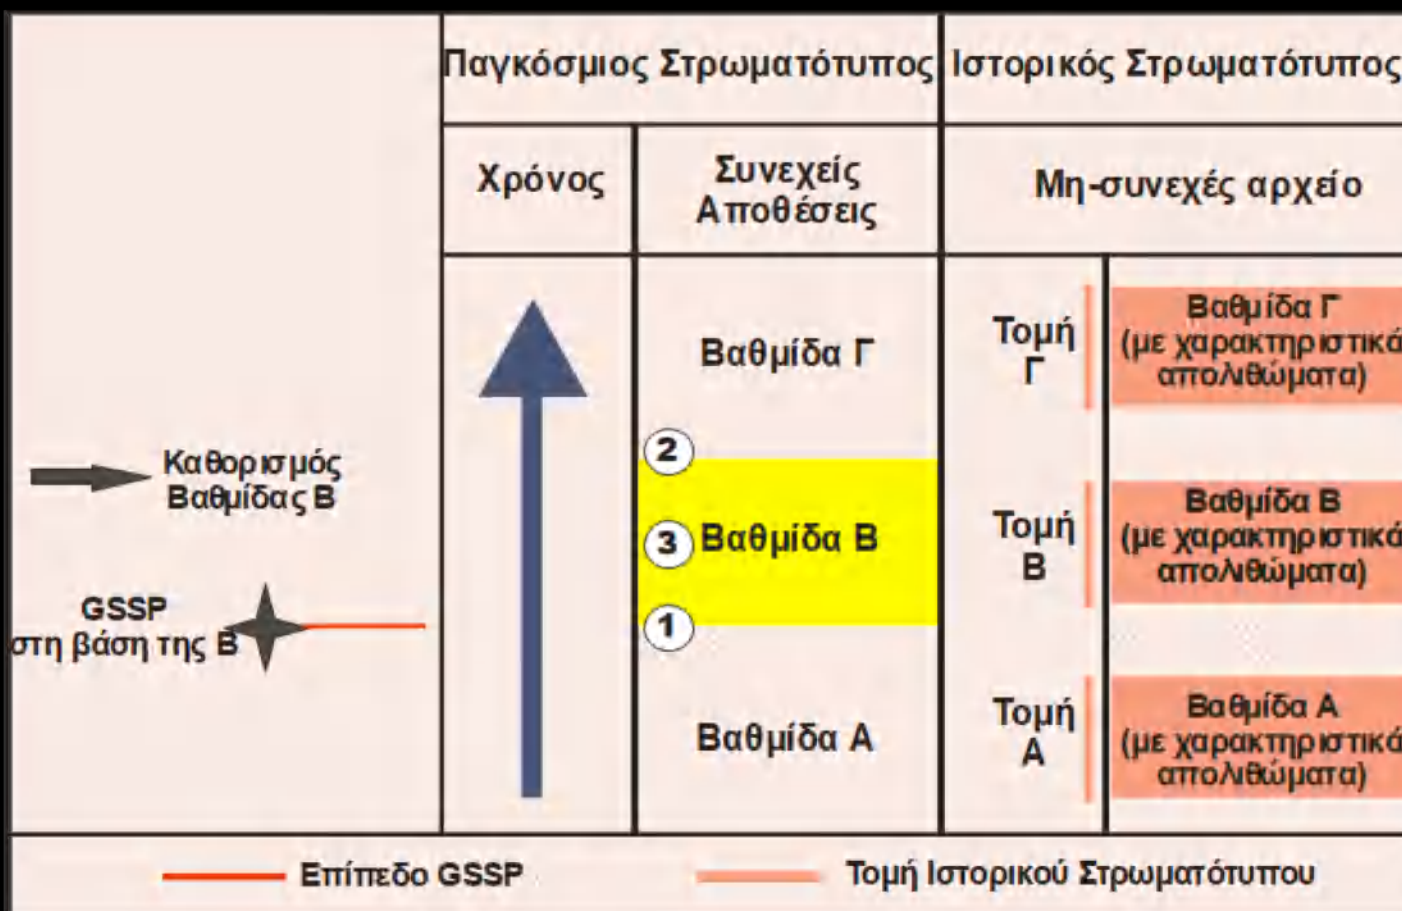 Παγκόσμιος Στρωματότυπος
Ιστορικός Στρωματότυπος
Χρόνος
Συνεχείς
Αποθέσεις
Μη-συνεχές αρχείο
Βαθμίδα Γ
Τομή
Γ
Βαθμίδα Γ
(με χαρακτηριστικά
απολιθώματα)
2
Καθορισμός
Βαθμίδας Β
3
Βαθμίδα Β
Τομή
Β
Βαθμίδα Β
(με χαρακτηριστικά
απολιθώματα)
GSSP
στη βάση της Β
1
Βαθμίδα Α
Τομή
Α
Βαθμίδα Α
(με χαρακτηριστικά
απολιθώματα)
Επίπεδο GSSP
Τομή Ιστορικού Στρωματότυπου